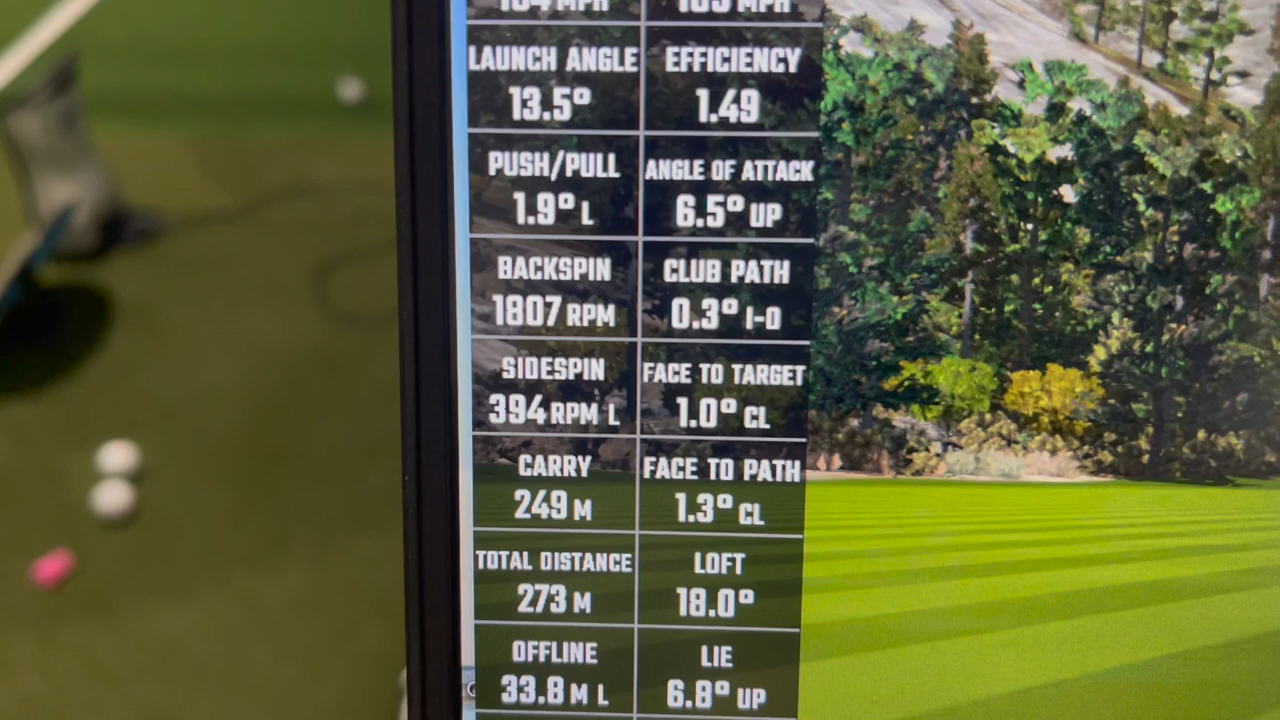 MPH MPH
LAUNCH ANGLE EFFICIENCY
13.5° 1.49
PUSH/PULL ANGLE OF ATTACK
1.9° L 6.5° UP
BACKSPIN CLUB PATH
1807 RPM 0.3° I-O
SIDESPIN FACE TO TARGET
394 RPM L 1.0° CL
CARRY FACE TO PATH
249 M 1.3° CL
TOTAL DISTANCE LOFT
273 M 18.0°
OFFLINE LIE
33.8 M L 6.8° UP